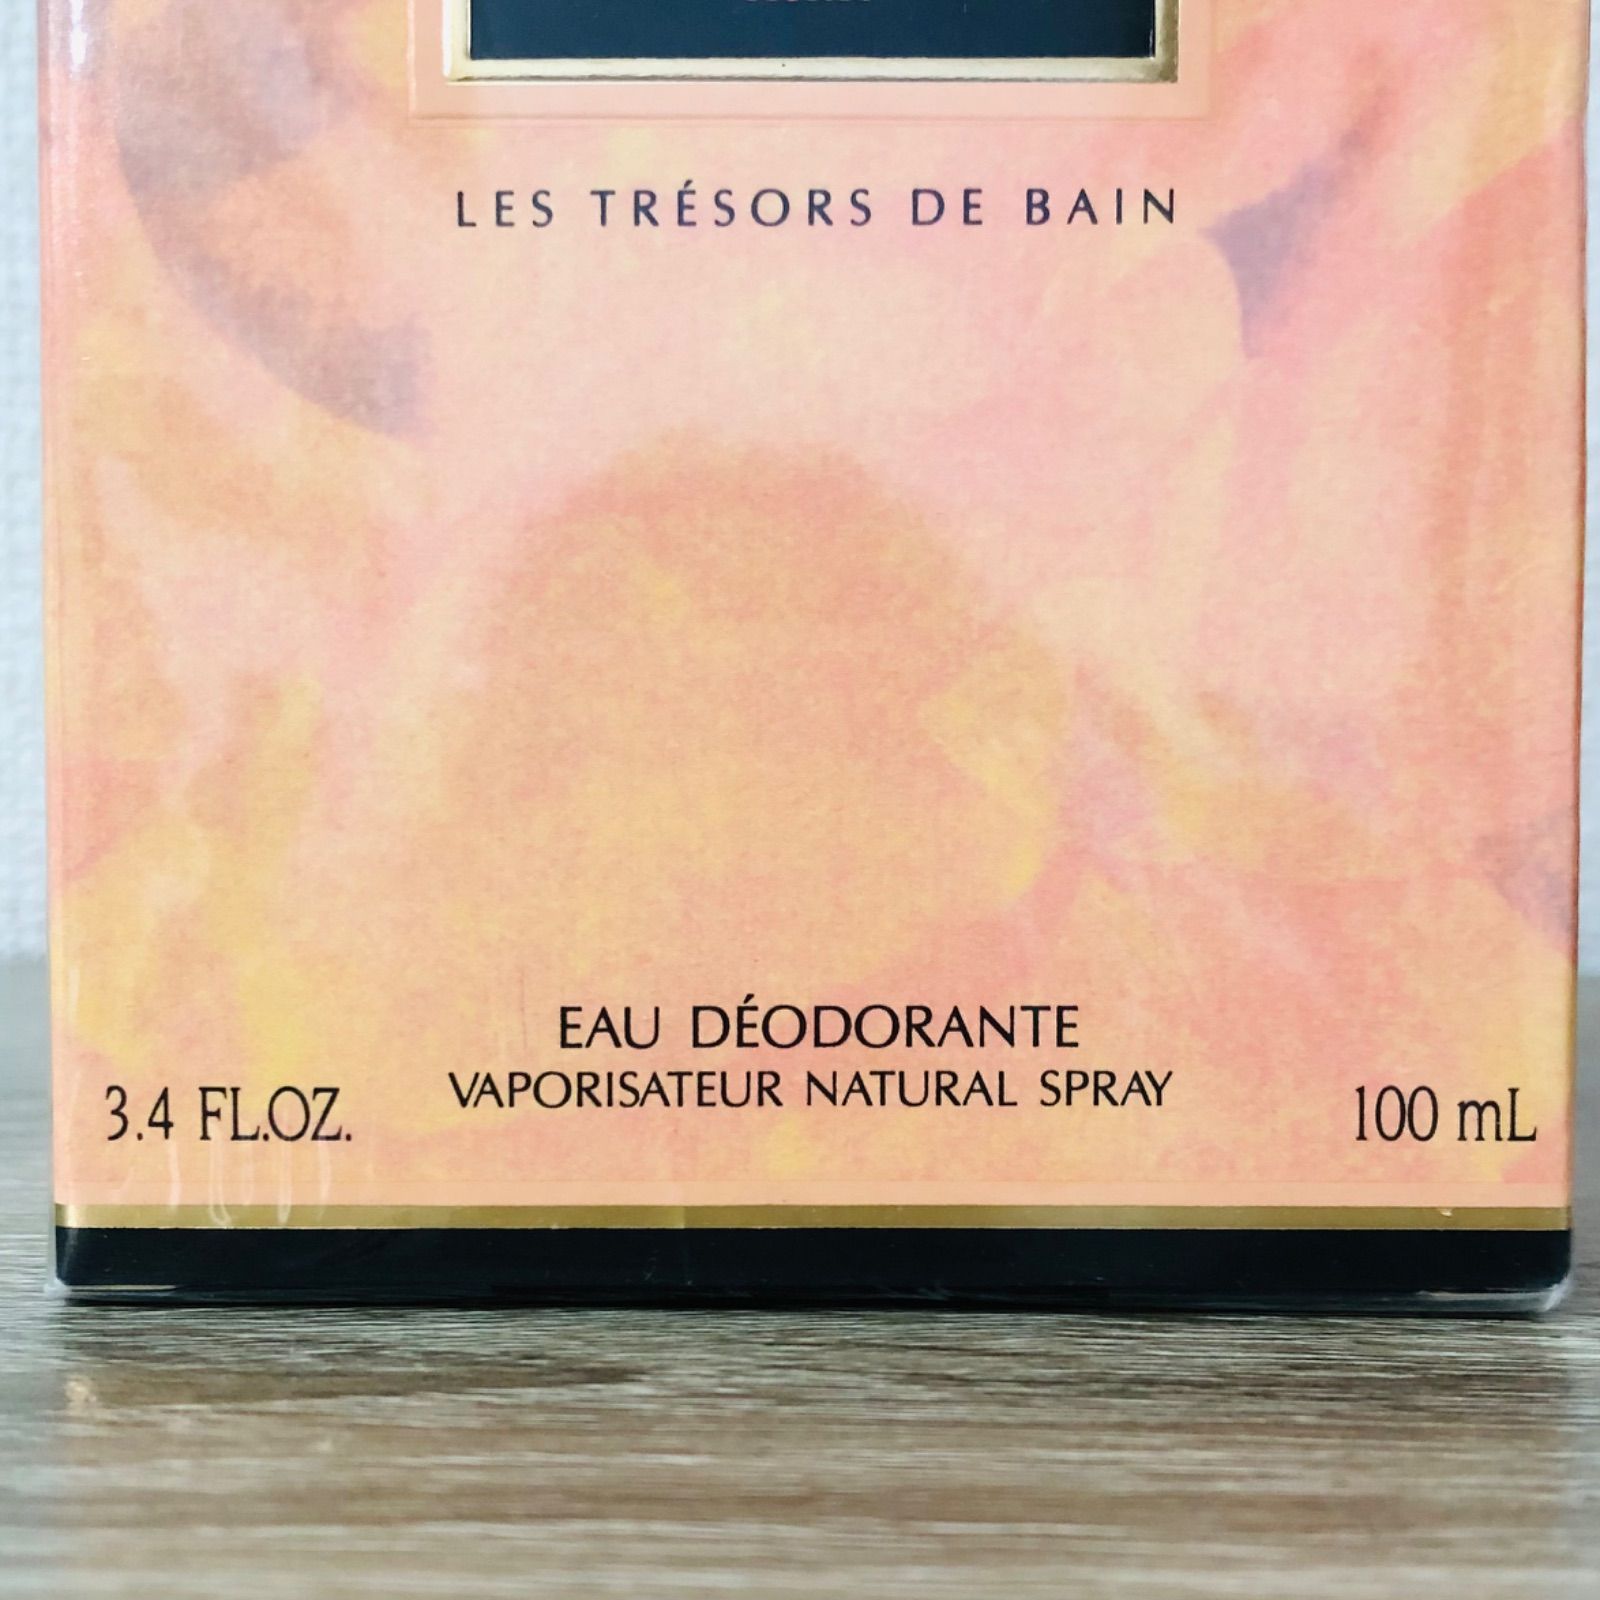 LES TRÉSORS DE BAIN
EAU DÉODORANTE
VAPORISATEUR NATURAL SPRAY
3.4 FL.OZ.
100 mL